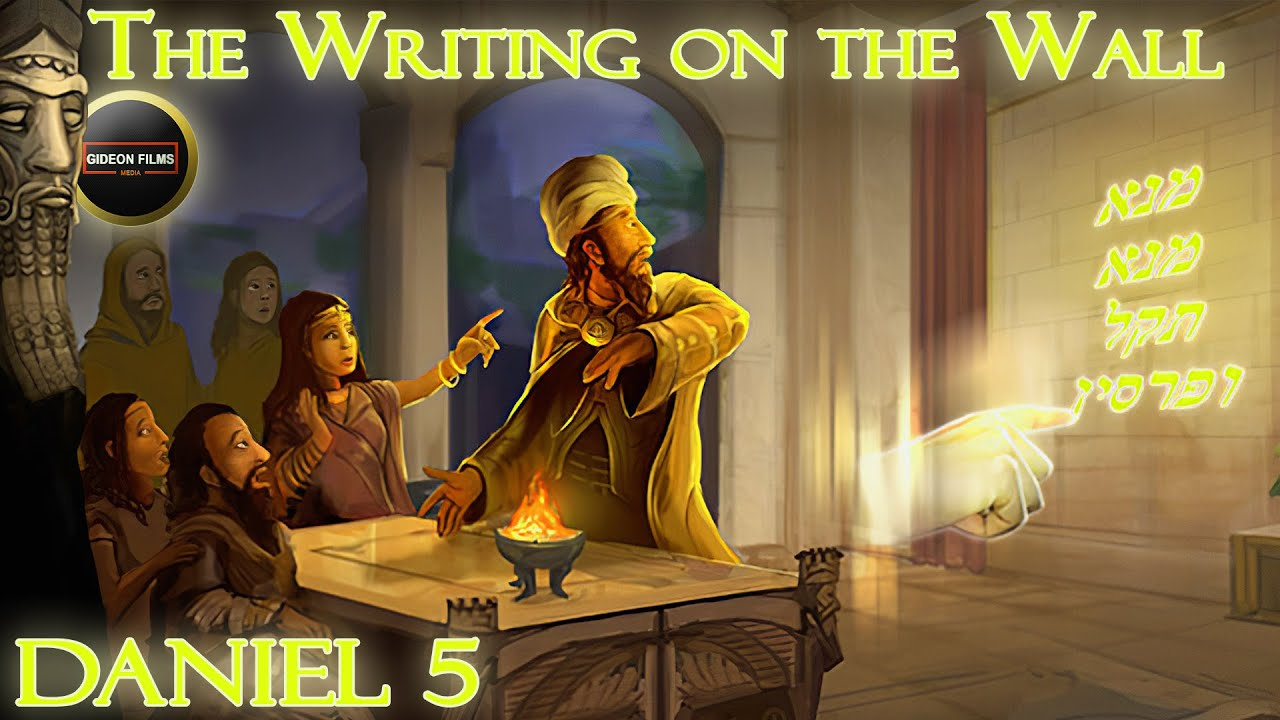 The Writing on the Wall
GIDEON FILMS
MEDIA
מנא
מנא
תקל
ופרסין
DANIEL 5